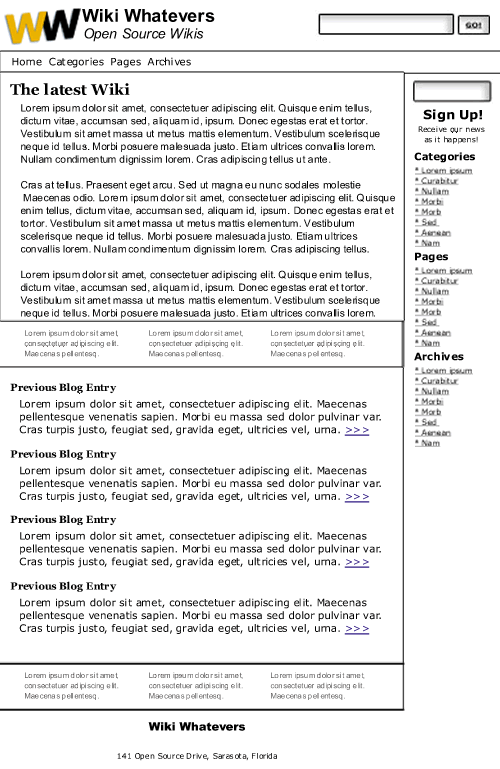 WW Wiki Whatevers
Open Source Wikis
GO!
Home Categories Pages Archives
The latest Wiki
Lorem ipsum dolor sit amet, consectetuer adipiscing elit. Quisque enim tellus,
dictum vitae, accumsan sed, aliquam id, ipsum. Donec egestas erat et tortor.
Vestibulum sit amet massa ut metus mattis elementum. Vestibulum scelerisque
neque id tellus. Morbi posuere malesuada justo. Etiam ultrices convallis lorem.
Nullam condimentum dignissim lorem. Cras adipiscing tellus ut ante.
Cras at tellus. Praesent eget arcu. Sed ut magna eu nunc sodales molestie
Maecenas odio. Lorem ipsum dolor sit amet, consectetuer adipiscing elit. Quisque
enim tellus, dictum vitae, accumsan sed, aliquam id, ipsum. Donec egestas erat et
tortor. Vestibulum sit amet massa ut metus mattis elementum. Vestibulum
scelerisque neque id tellus. Morbi posuere malesuada justo. Etiam ultrices
convallis lorem. Nullam condimentum dignissim lorem. Cras adipiscing tellus.
Lorem ipsum dolor sit amet, consectetuer adipiscing elit. Quisque enim tellus,
dictum vitae, accumsan sed, aliquam id, ipsum. Donec egestas erat et tortor.
Vestibulum sit amet massa ut metus mattis elementum. Vestibulum scelerisque
neque id tellus. Morbi posuere malesuada justo. Etiam ultrices convallis lorem.
Lorem ipsum dolor sit amet,
consectetuer adipiscing elit.
Maecenas pellentesq.
Lorem ipsum dolor sit amet,
consectetuer adipiscing elit.
Maecenas pellentesq.
Lorem ipsum dolor sit amet,
consectetuer adipiscing elit.
Maecenas pellentesq.
Previous Blog Entry
Lorem ipsum dolor sit amet, consectetuer adipiscing elit. Maecenas
pellentesque venenatis sapien. Morbi eu massa sed dolor pulvinar var.
Cras turpis justo, feugiat sed, gravida eget, ultricies vel, urna. >>>
Previous Blog Entry
Lorem ipsum dolor sit amet, consectetuer adipiscing elit. Maecenas
pellentesque venenatis sapien. Morbi eu massa sed dolor pulvinar var.
Cras turpis justo, feugiat sed, gravida eget, ultricies vel, urna. >>>
Previous Blog Entry
Lorem ipsum dolor sit amet, consectetuer adipiscing elit. Maecenas
pellentesque venenatis sapien. Morbi eu massa sed dolor pulvinar var.
Cras turpis justo, feugiat sed, gravida eget, ultricies vel, urna. >>>
Previous Blog Entry
Lorem ipsum dolor sit amet, consectetuer adipiscing elit. Maecenas
pellentesque venenatis sapien. Morbi eu massa sed dolor pulvinar var.
Cras turpis justo, feugiat sed, gravida eget, ultricies vel, urna. >>>
Sign Up!
Receive our news
as it happens!
Categories
* Lorem ipsum
* Curabitur
* Nullam
* Morbi
* Morb
* Sed
* Aenean
* Nam
Pages
* Lorem ipsum
* Curabitur
* Nullam
* Morbi
* Morb
* Sed
* Aenean
* Nam
Archives
* Lorem ipsum
* Curabitur
* Nullam
* Morbi
* Morb
* Sed
* Aenean
* Nam
Lorem ipsum dolor sit amet,
consectetuer adipiscing elit.
Maecenas pellentesq.
Lorem ipsum dolor sit amet,
consectetuer adipiscing elit.
Maecenas pellentesq.
Lorem ipsum dolor sit amet,
consectetuer adipiscing elit.
Maecenas pellentesq.
Wiki Whatevers
141 Open Source Drive, Sarasota, Florida